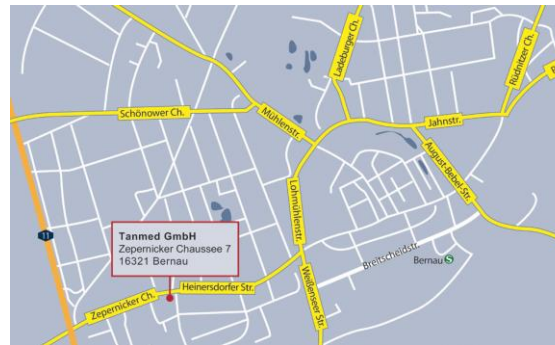 Ladeburger Ch.
Rüdnitzer Ch.
Schönower Ch.
Mühlenstr.
Jahnstr.
August-Bebel-Str.
Lohmühlenstr.
11
Tanmed GmbH
Zepernicker Chaussee 7
16321 Bernau
Breitscheidstr.
Bernau S
Heinersdorfer Str.
Weißenseer Str.
Zepernicker Ch.